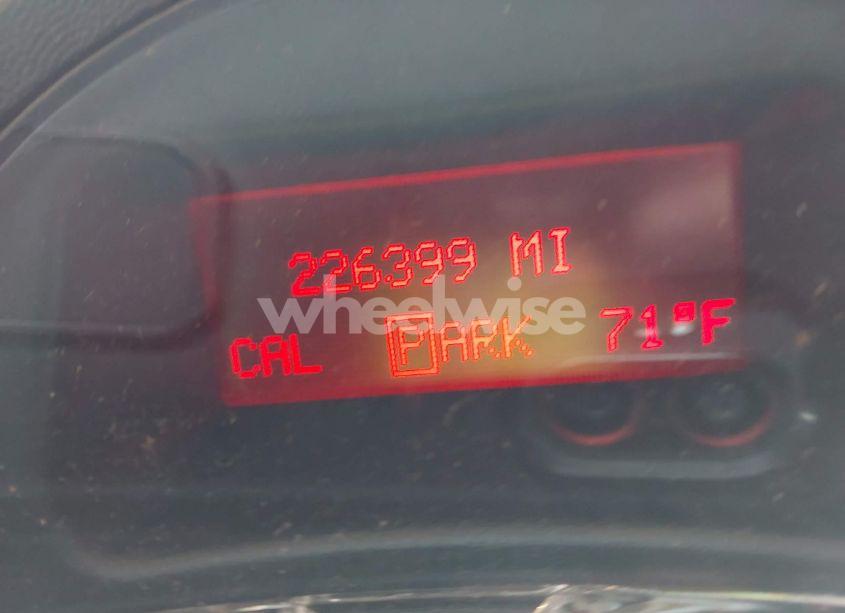 226399 MI
wheelwise
CAL PARK 71°F